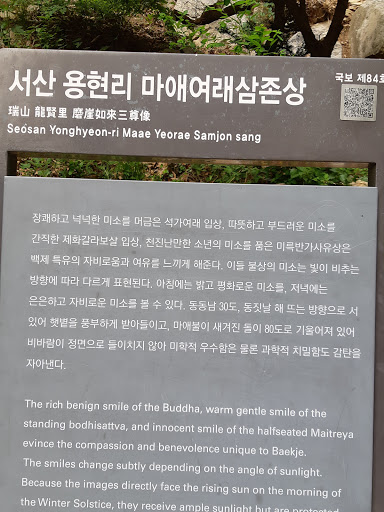 서산 용현리 마애여래삼존상
국보 제84호
瑞山 龍賢里 磨崖如來三尊像
Seosan Yonghyeon-ri Maae Yeorae Samjon sang
장쾌하고 넉넉한 미소를 머금은 석가여래 입상, 따뜻하고 부드러운 미소를
간직한 제화갈라보살 입상, 천진난만한 소년의 미소를 품은 미륵반가사유상은
백제 특유의 자비로움과 여유를 느끼게 해준다. 이들 불상의 미소는 빛이 비추는
방향에 따라 다르게 표현된다. 아침에는 밝고 평화로운 미소를, 저녁에는
은은하고 자비로운 미소를 볼 수 있다. 동동남 30도, 동짓날 해 뜨는 방향으로 서
있어 햇볕을 풍부하게 받아들이고, 마애불이 새겨진 돌이 80도로 기울어져 있어
비바람이 정면으로 들이치지 않아 미학적 우수함은 물론 과학적 치밀함도 감탄을
자아낸다.
The rich benign smile of the Buddha, warm gentle smile of the
standing bodhisattva, and innocent smile of the halfseated Maitreya
evince the compassion and benevolence unique to Baekje.
The smiles change subtly depending on the angle of sunlight.
Because the images directly face the rising sun on the morning of
the Winter Solstice, they receive ample sunlight but are protected